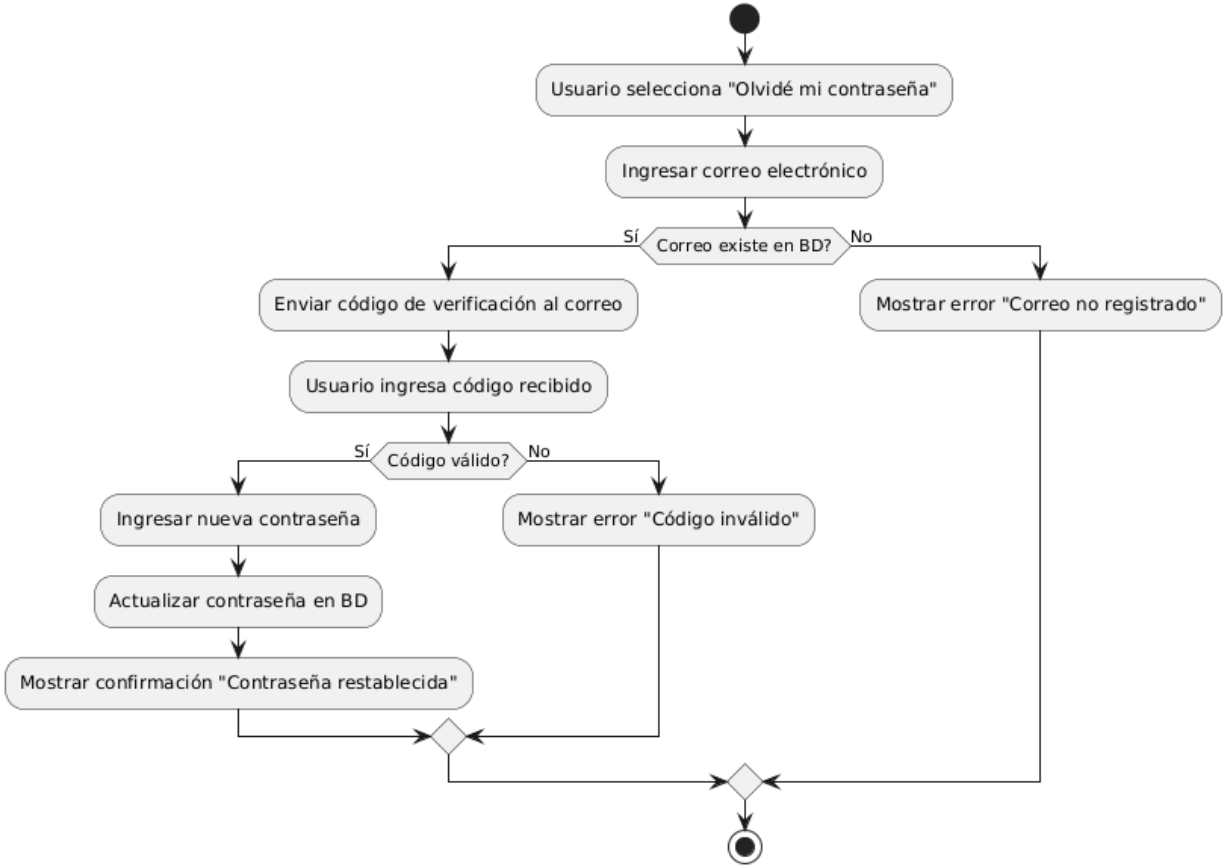 Usuario selecciona "Olvidé mi contraseña"
Ingresar correo electrónico
Sí
Correo existe en BD?
No
Enviar código de verificación al correo
Mostrar error "Correo no registrado"
Usuario ingresa código recibido
Sí
Código válido?
No
Ingresar nueva contraseña
Mostrar error "Código inválido"
Actualizar contraseña en BD
Mostrar confirmación "Contraseña restablecida"